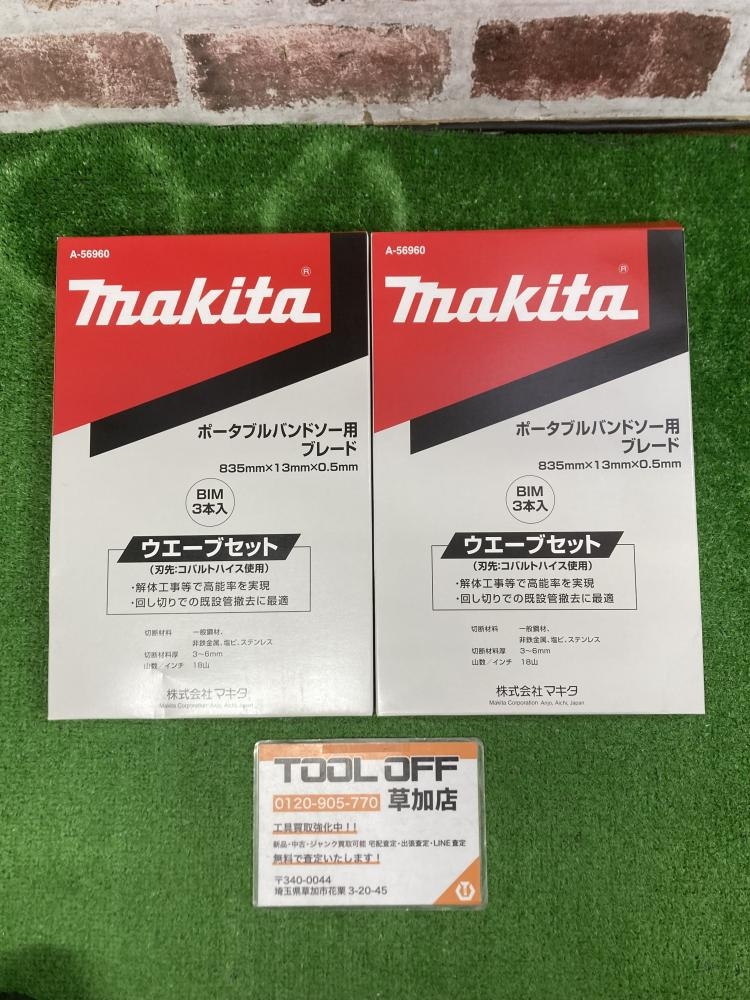 A-56960
makita®
ポータブルバンドソー用
ブレード
835mm×13mm×0.5mm
BIM
3本入
ウエーブセット
(刃先:コバルトハイス使用)
・解体工事等で高能率を実現
・回し切りでの既設管撤去に最適
切断材料 一般鋼材、
非鉄金属、塩ビ、ステンレス
切断材料厚 3~6mm
山数/インチ 18山
株式会社マキタ
Makita Corporation Anjo, Aichi, Japan
A-56960
makita®
ポータブルバンドソー用
ブレード
835mm×13mm×0.5mm
BIM
3本入
ウエーブセット
(刃先:コバルトハイス使用)
・解体工事等で高能率を実現
・回し切りでの既設管撤去に最適
切断材料 一般鋼材、
非鉄金属、塩ビ、ステンレス
切断材料厚 3~6mm
山数/インチ 18山
株式会社マキタ
Makita Corporation Anjo, Aichi, Japan
TOOL OFF
0120-905-770 草加店
工具買取強化中!!
新品・中古・ジャンク買取可能 宅配査定・出張査定・LINE査定
無料で査定いたします!
〒340-0044
埼玉県草加市花栗3-20-45